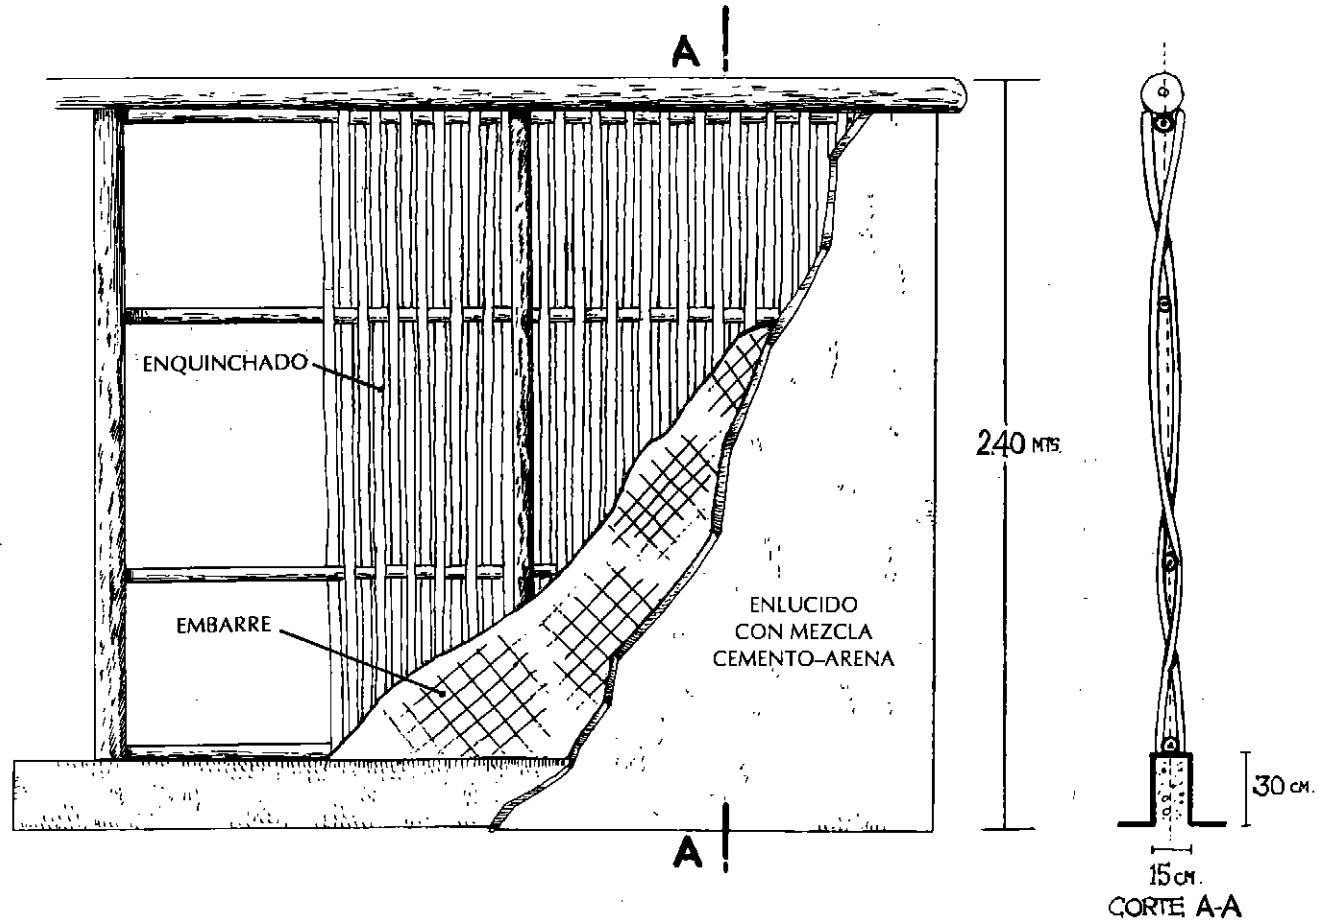 A
ENQUINCHADO
2.40 MTS.
EMBARRE
ENLUCIDO
CON MEZCLA
CEMENTO–ARENA
30 CM.
A
15 CM.
CORTE A-A